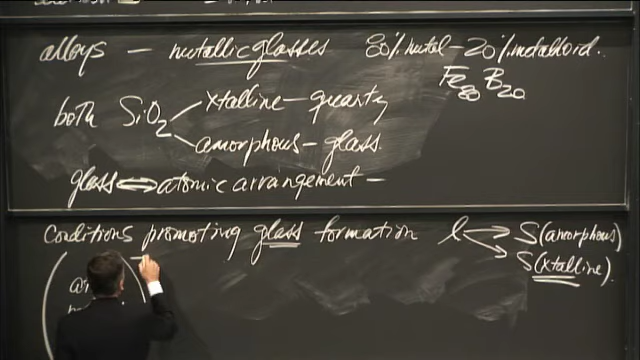 alloys — metallic glasses 80% metal — 20% metalloid.
Fe80 B20
both SiO2
xtalline — quartz
amorphous — glass.
glass ⟺ atomic arrangement —
Conditions promoting glass formation l
S(amorphous)
S(xtalline).